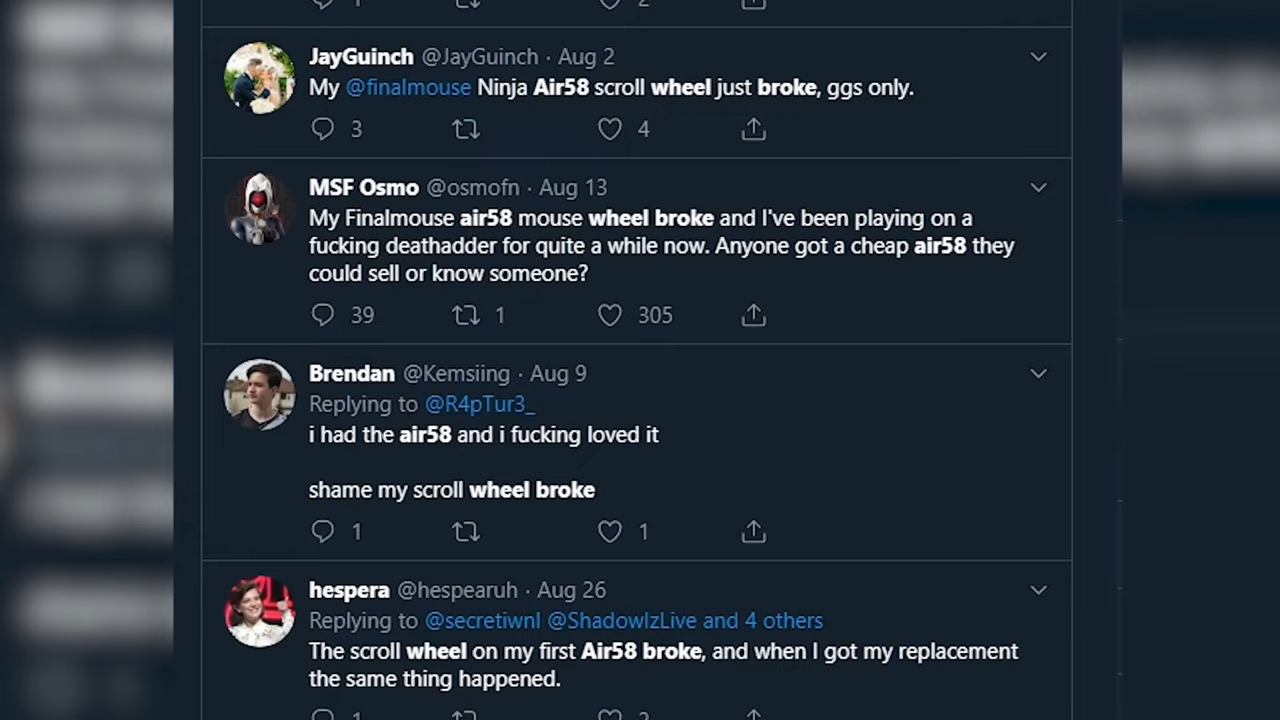 1 2
JayGuinch @JayGuinch · Aug 2
My @finalmouse Ninja Air58 scroll wheel just broke, ggs only.
3 4
MSF Osmo @osmofn · Aug 13
My Finalmouse air58 mouse wheel broke and I've been playing on a
fucking deathadder for quite a while now. Anyone got a cheap air58 they
could sell or know someone?
39 1 305
Brendan @Kemsiing · Aug 9
Replying to @R4pTur3_
i had the air58 and i fucking loved it
shame my scroll wheel broke
1 1
hespera @hespearuh · Aug 26
Replying to @secretiwnl @ShadowIzLive and 4 others
The scroll wheel on my first Air58 broke, and when I got my replacement
the same thing happened.
1 2